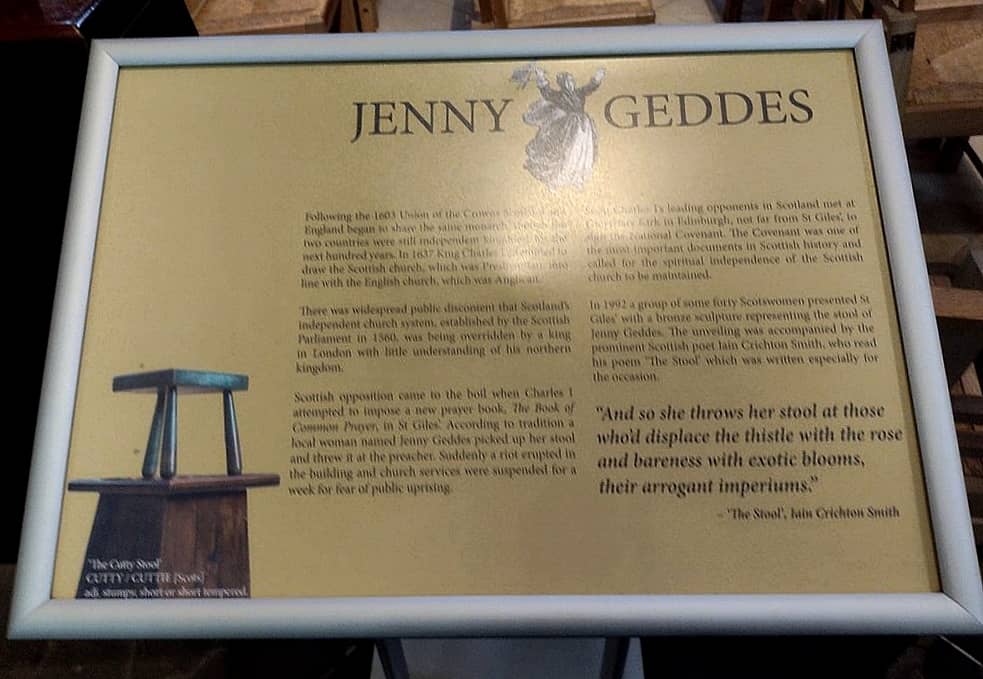 JENNY GEDDES
Following the 1603 Union of the Crowns Scotland and
England began to share the same monarch, though the
two countries were still independent kingdoms for the
next hundred years. In 1637 King Charles I
draw the Scottish church, which was Presbyterian into
line with the English church, which was Anglican.
There was widespread public discontent that Scotland's
independent church system, established by the Scottish
Parliament in 1560, was being overridden by a king
in London with little understanding of his northern
kingdom.
Scottish opposition came to the boil when Charles I
attempted to impose a new prayer book, The Book of
Common Prayer, in St Giles'. According to tradition a
local woman named Jenny Geddes picked up her stool
and threw it at the preacher. Suddenly a riot erupted in
the building and church services were suspended for a
week for fear of public uprising.
Charles I's leading opponents in Scotland met at
Greyfriars Kirk in Edinburgh, not far from St Giles', to
sign the National Covenant. The Covenant was one of
the most important documents in Scottish history and
called for the spiritual independence of the Scottish
church to be maintained.
In 1992 a group of some forty Scotswomen presented St
Giles' with a bronze sculpture representing the stool of
Jenny Geddes. The unveiling was accompanied by the
prominent Scottish poet Iain Crichton Smith, who read
his poem 'The Stool' which was written especially for
the occasion.
"And so she throws her stool at those
who'd displace the thistle with the rose
and bareness with exotic blooms,
their arrogant imperiums."
– 'The Stool', Iain Crichton Smith
'The Cutty Stool'
CUTTY / CUTTIE [Scots]
adj. stumpy, short or short tempered.